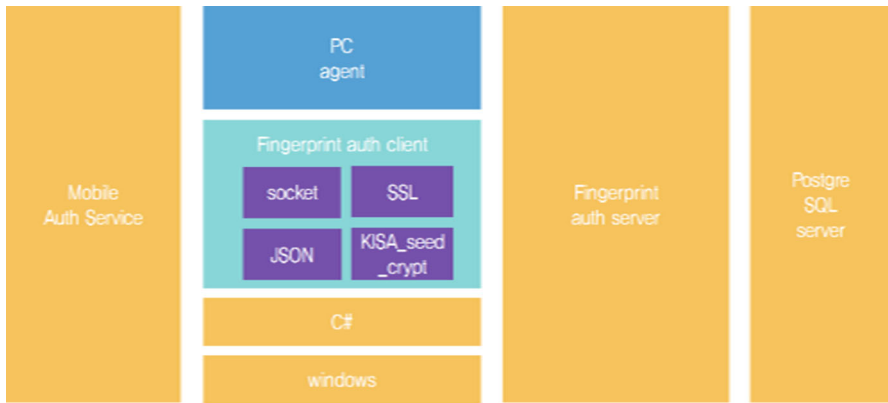 Mobile
Auth Service
PC
agent
Fingerprint auth client
socket
SSL
JSON
KISA_seed
_crypt
C#
windows
Fingerprint
auth server
Postgre
SQL
server